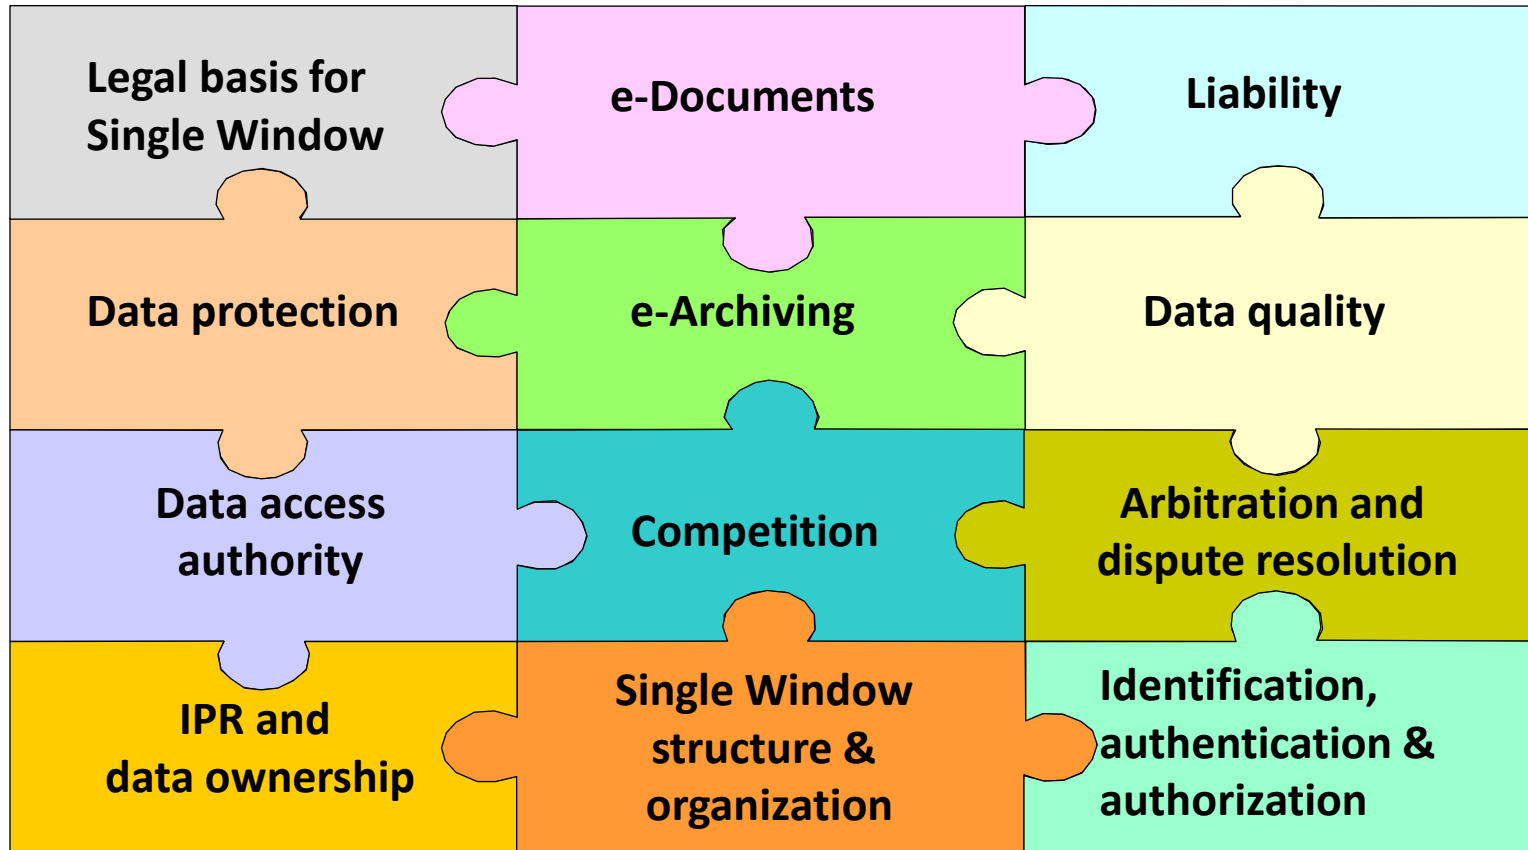 Legal basis for
Single Window
e-Documents
Liability
Data protection
e-Archiving
Data quality
Data access
authority
Competition
Arbitration and
dispute resolution
IPR and
data ownership
Single Window
structure &
organization
Identification,
authentication &
authorization